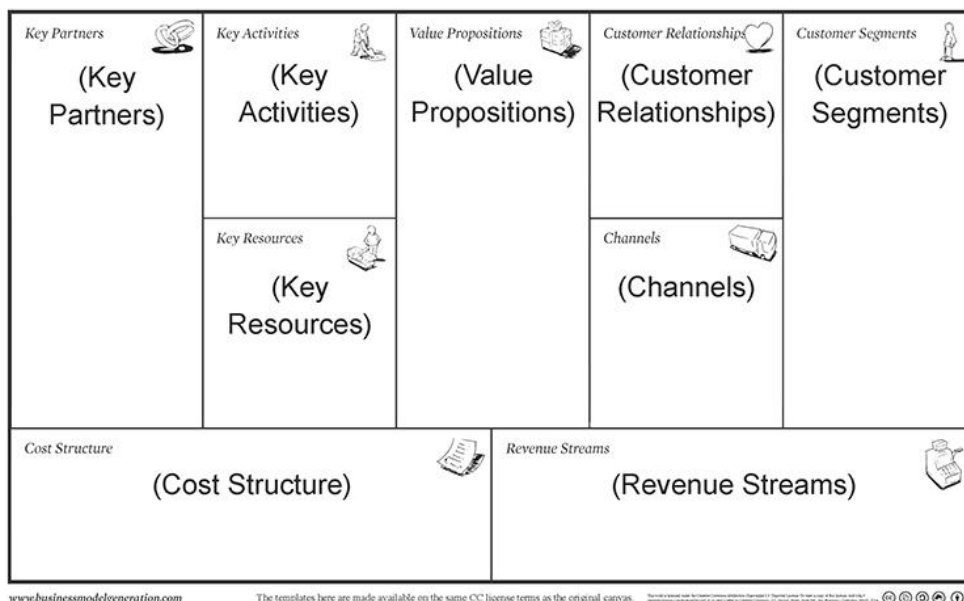 Key Partners
(Key
Partners)
Key Activities
(Key
Activities)
Key Resources
(Key
Resources)
Value Propositions
(Value
Propositions)
Customer Relationships
(Customer
Relationships)
Channels
(Channels)
Customer Segments
(Customer
Segments)
Cost Structure
(Cost Structure)
Revenue Streams
(Revenue Streams)
www.businessmodelgeneration.com
The templates here are made available on the same CC license terms as the original canvas.